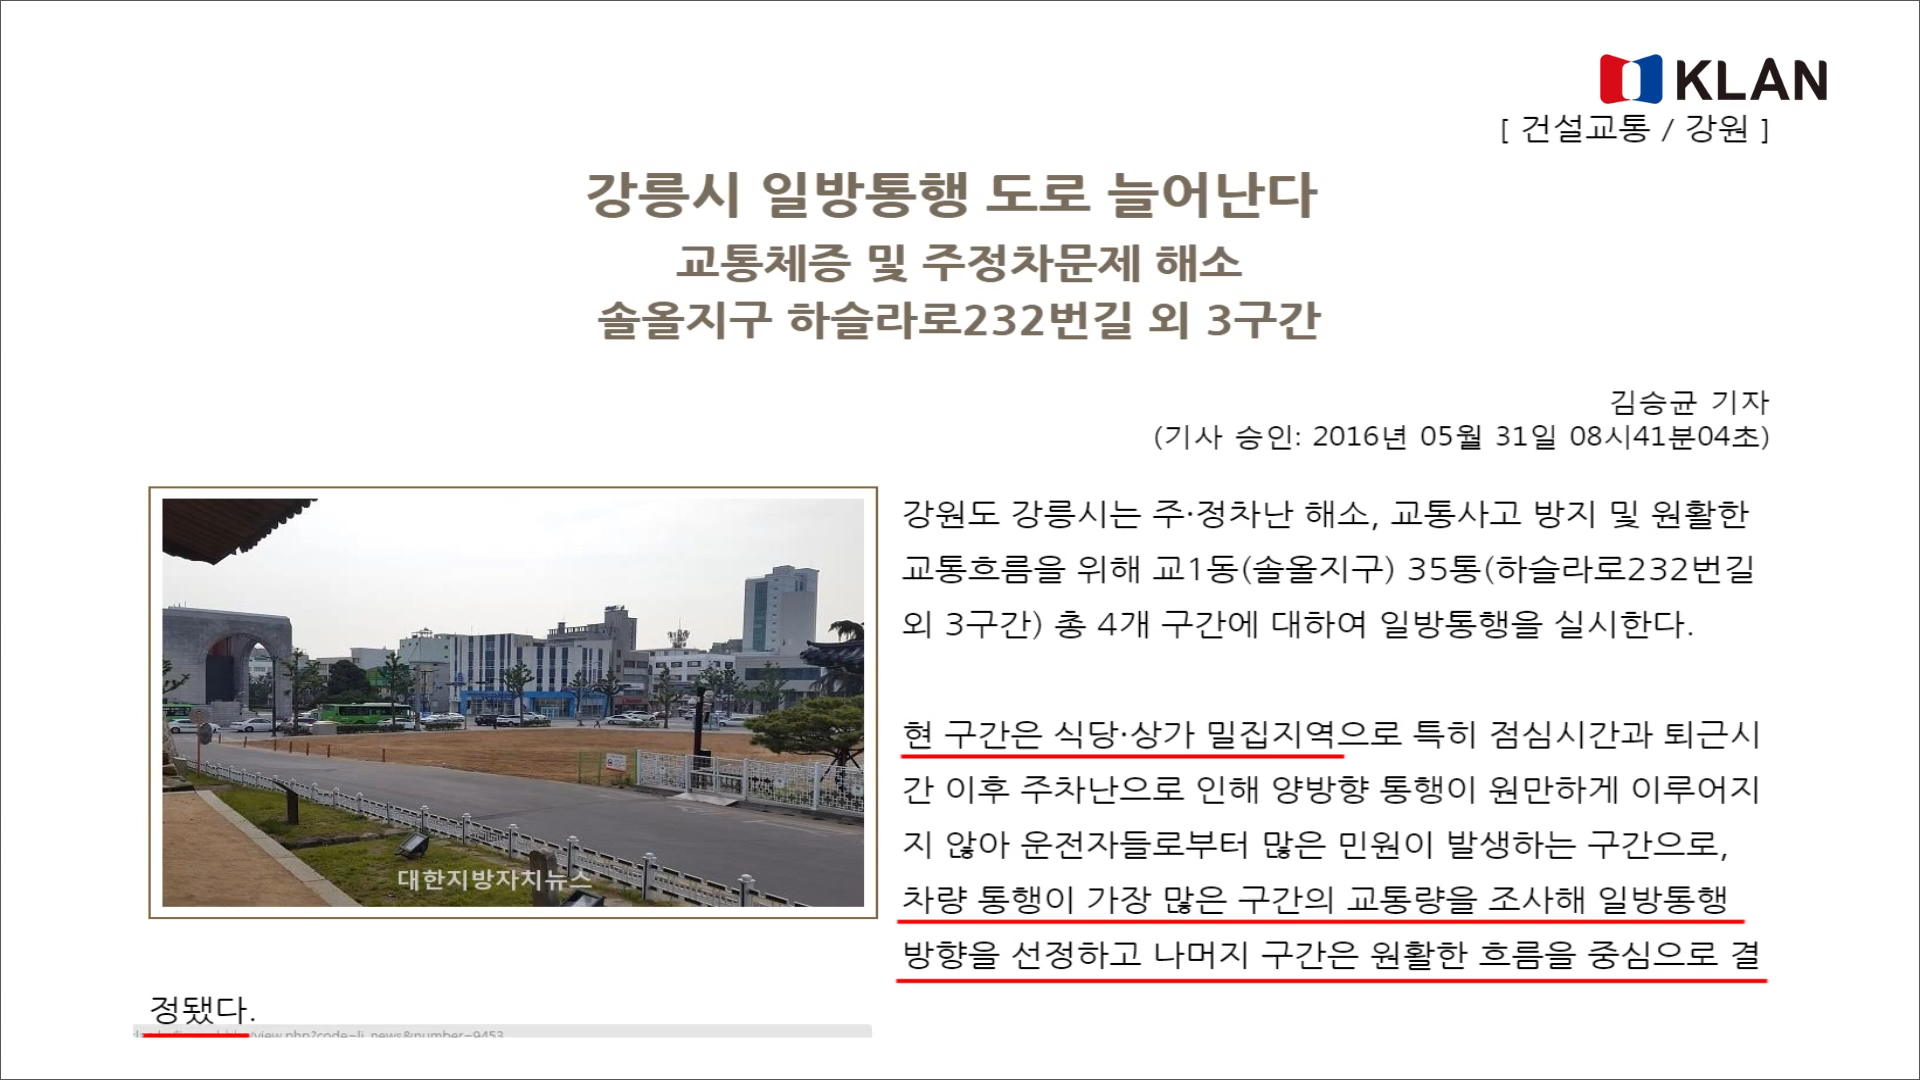 KLAN
[ 건설교통 / 강원 ]
강릉시 일방통행 도로 늘어난다
교통체증 및 주정차문제 해소
솔올지구 하슬라로232번길 외 3구간
김승균 기자
(기사 승인: 2016년 05월 31일 08시41분04초)
강원도 강릉시는 주·정차난 해소, 교통사고 방지 및 원활한
교통흐름을 위해 교1동(솔올지구) 35통(하슬라로232번길
외 3구간) 총 4개 구간에 대하여 일방통행을 실시한다.
현 구간은 식당·상가 밀집지역으로 특히 점심시간과 퇴근시
간 이후 주차난으로 인해 양방향 통행이 원만하게 이루어지
지 않아 운전자들로부터 많은 민원이 발생하는 구간으로,
차량 통행이 가장 많은 구간의 교통량을 조사해 일방통행
방향을 선정하고 나머지 구간은 원활한 흐름을 중심으로 결
정됐다.
대한지방자치뉴스
/view.php?code=li_news&number=9453